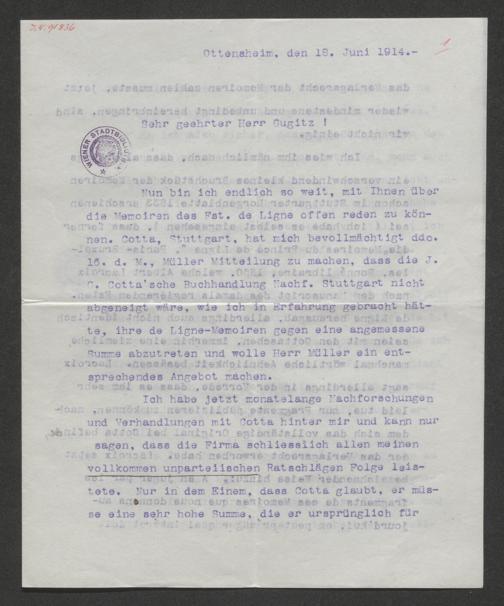 J.N. 91836
1
Ottensheim, den 18. Juni 1914.-
Sehr geehrter Herr Gugitz !
WIENER STADTBIBLIOTHEK
Nun bin ich endlich so weit, mit Ihnen über
die Memoiren des Fst. de Ligne offen reden zu kön-
nen. Cotta, Stuttgart, hat mich bevollmächtigt ddo.
16. d. M., Müller Mitteilung zu machen, dass die J.
G. Cotta'sche Buchhandlung Nachf. Stuttgart nicht
abgeneigt wäre, wie ich in Erfahrung gebracht hät-
te, ihre de Ligne-Memoiren gegen eine angemessene
Summe abzutreten und wolle Herr Müller ein ent-
sprechendes Angebot machen.
Ich habe jetzt monatelange Nachforschungen
und Verhandlungen mit Cotta hinter mir und kann nur
sagen, dass die Firma schliesslich allen meinen
vollkommen unparteiischen Ratschlägen Folge leis-
tete. Nur in dem Einem, dass Cotta glaubt, er müs-
se eine sehr hohe Summe, die er ursprünglich für